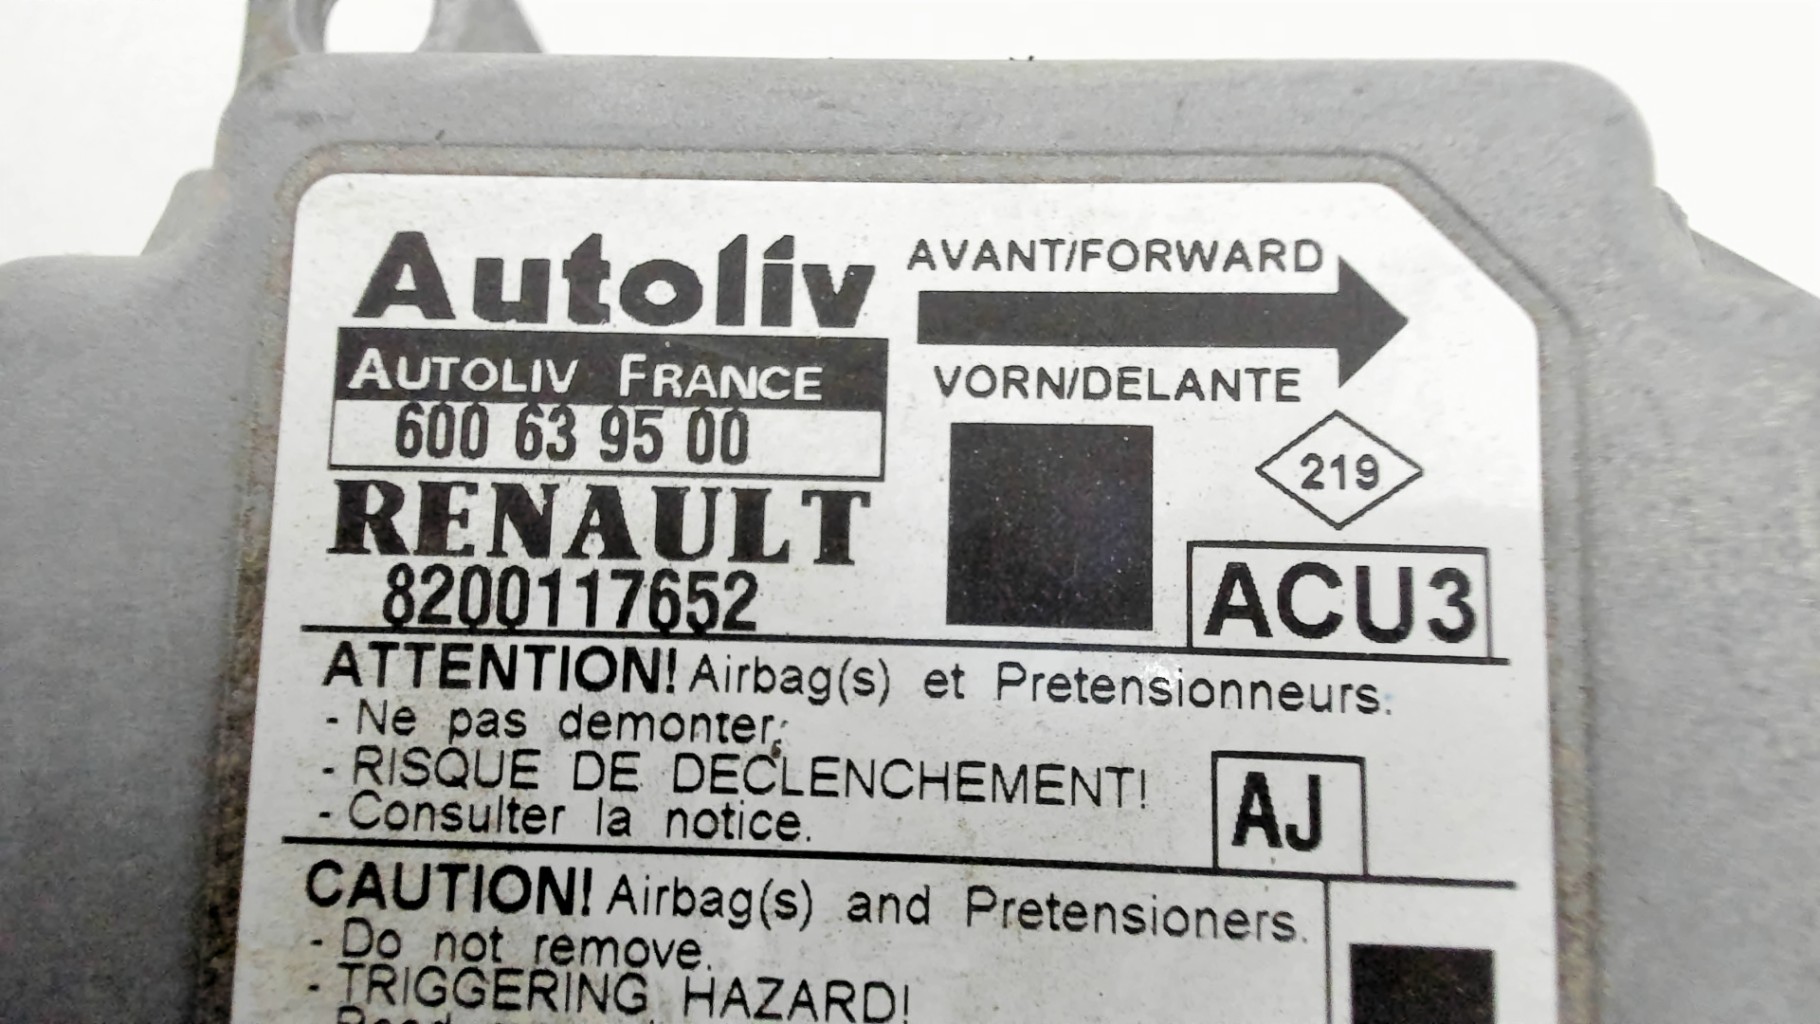 Autoliv
AVANT/FORWARD
AUTOLIV FRANCE
VORN/DELANTE
600 63 95 00
219
RENAULT
ACU3
8200117652
ATTENTION! Airbag(s) et Pretensionneurs.
- Ne pas demonter.
- RISQUE DE DECLENCHEMENT!
- Consulter la notice.
AJ
CAUTION! Airbag(s) and Pretensioners.
- Do not remove.
- TRIGGERING HAZARD!